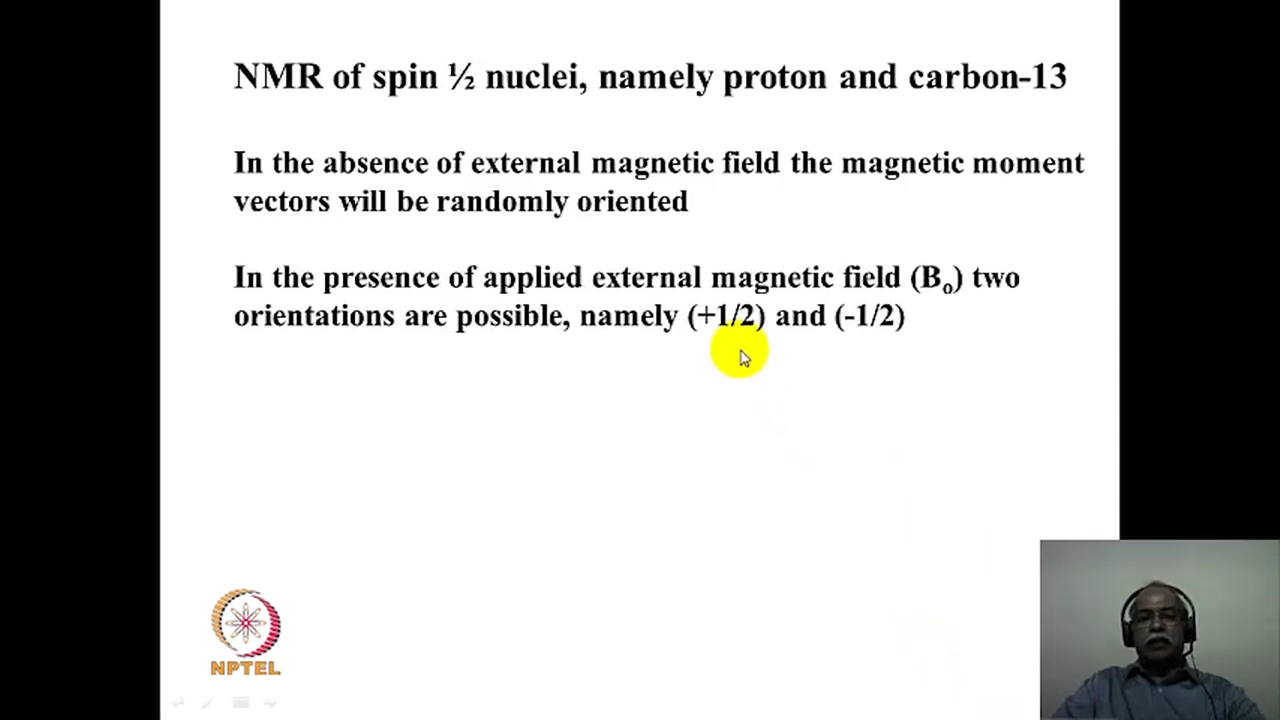 NMR of spin ½ nuclei, namely proton and carbon-13
In the absence of external magnetic field the magnetic moment
vectors will be randomly oriented
In the presence of applied external magnetic field (Bₒ) two
orientations are possible, namely (+1/2) and (-1/2)
NPTEL